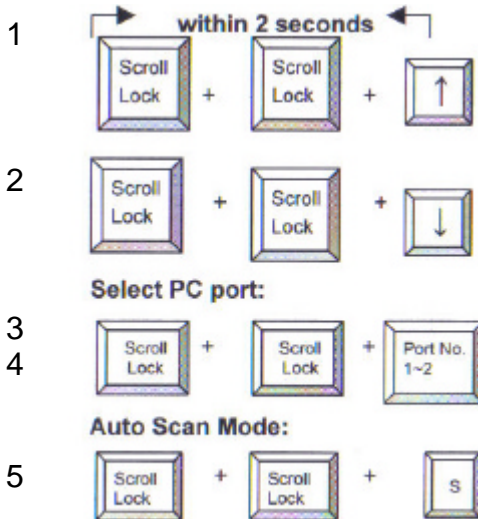 within 2 seconds
1 Scroll Lock + Scroll Lock + ↑
2 Scroll Lock + Scroll Lock + ↓
Select PC port:
3
4 Scroll Lock + Scroll Lock + Port No. 1~2
Auto Scan Mode:
5 Scroll Lock + Scroll Lock + S